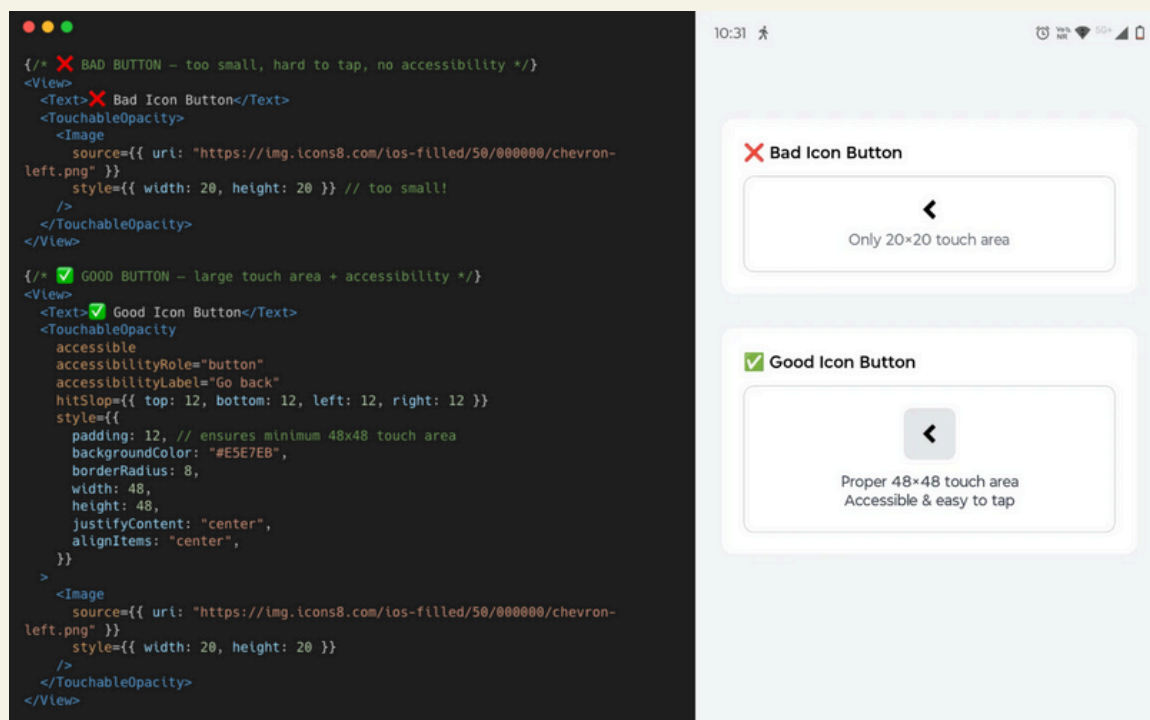 {/* ❌ BAD BUTTON — too small, hard to tap, no accessibility */}
<View>
  <Text>❌ Bad Icon Button</Text>
  <TouchableOpacity>
    <Image
      source={{ uri: "https://img.icons8.com/ios-filled/50/000000/chevron-
left.png" }}
      style={{ width: 20, height: 20 }} // too small!
    />
  </TouchableOpacity>
</View>

{/* ✅ GOOD BUTTON — large touch area + accessibility */}
<View>
  <Text>✅ Good Icon Button</Text>
  <TouchableOpacity
    accessible
    accessibilityRole="button"
    accessibilityLabel="Go back"
    hitSlop={{ top: 12, bottom: 12, left: 12, right: 12 }}
    style={{
      padding: 12, // ensures minimum 48x48 touch area
      backgroundColor: "#E5E7EB",
      borderRadius: 8,
      width: 48,
      height: 48,
      justifyContent: "center",
      alignItems: "center",
    }}
  >
    <Image
      source={{ uri: "https://img.icons8.com/ios-filled/50/000000/chevron-
left.png" }}
      style={{ width: 20, height: 20 }}
    />
  </TouchableOpacity>
</View>
10:31
5G+
❌ Bad Icon Button
Only 20×20 touch area
✅ Good Icon Button
Proper 48×48 touch area
Accessible & easy to tap